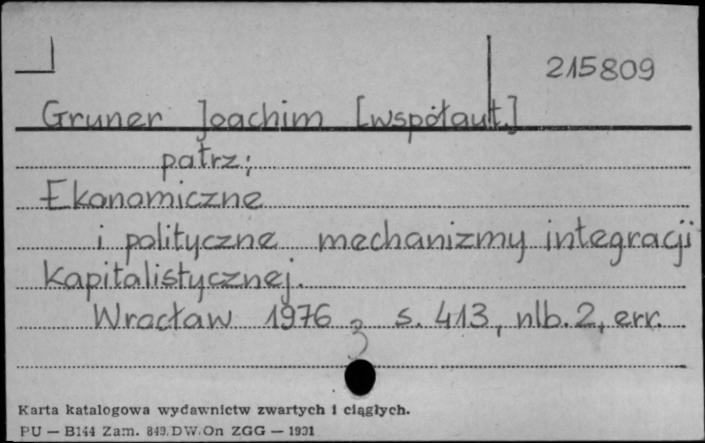 215809
Gruner Joachim [współaut.]
patrz:
Ekonomiczne
i polityczne mechanizmy integracji
kapitalistycznej.
Wrocław 1976 s. 413, nlb. 2, err.
3
Karta katalogowa wydawnictw zwartych i ciągłych.
PU — B144 Zam. 849.DW.On ZGG — 1931